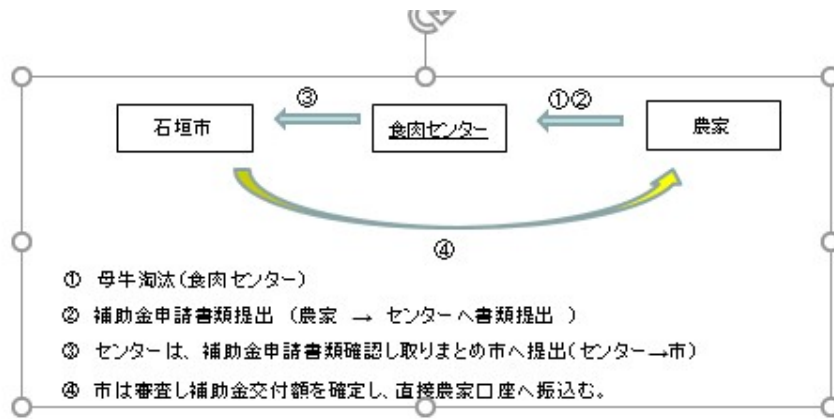 ③
①②
石垣市
食肉センター
農家
④
① 母牛淘汰(食肉センター)
② 補助金申請書類提出 (農家 → センターへ書類提出 )
③ センターは、補助金申請書類確認し取りまとめ市へ提出(センター→市)
④ 市は審査し補助金交付額を確定し、直接農家口座へ振込む。